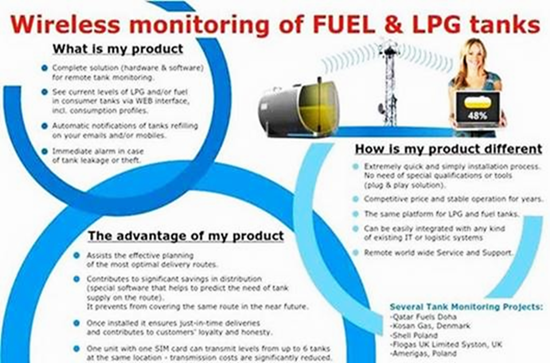 Wireless monitoring of FUEL & LPG tanks
What is my product
Complete solution (hardware & software)
for remote tank monitoring.
See current levels of LPG and/or fuel
in consumer tanks via WEB interface,
incl. consumption profiles.
Automatic notifications of tanks refilling
on your emails and/or mobiles.
Immediate alarm in case
of tank leakage or theft.
48%
How is my product different
Extremely quick and simply installation process.
No need of special qualifications or tools
(plug & play solution).
Competitive price and stable operation for years.
The same platform for LPG and fuel tanks.
Can be easily integrated with any kind
of existing IT or logistic systems
Remote world wide Service and Support.
The advantage of my product
Assists the effective planning
of the most optimal delivery routes.
Contributes to significant savings in distribution
(special software that helps to predict the need of tank
supply on the route).
It prevents from covering the same route in the near future.
Once installed it ensures just-in-time deliveries
and contributes to customers' loyalty and honesty.
One unit with one SIM card can transmit levels from up to 6 tanks
at the same location - transmission costs are significantly reduced.
Several Tank Monitoring Projects:
-Qatar Fuels Doha
-Kosan Gas, Denmark
-Shell Poland
-Flogas UK Limited Syston, UK
-Amerigas, Poland